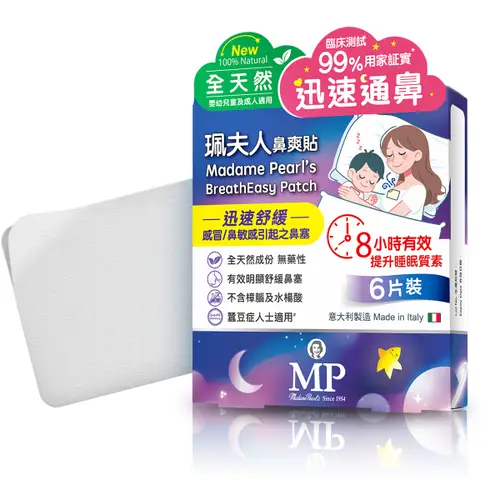 New
100% Natural
全天然
嬰幼兒童及成人適用
臨床測試
99%用家証實
迅速通鼻
珮夫人鼻爽貼
Madame Pearl's
BreathEasy Patch
迅速舒緩
感冒/鼻敏感引起之鼻塞
全天然成份 無藥性
有效明顯舒緩鼻塞
不含樟腦及水楊酸
蠶豆症人士適用#
8小時有效
提升睡眠質素
6片裝
意大利製造 Made in Italy
MP
Madame Pearl's Since 1954